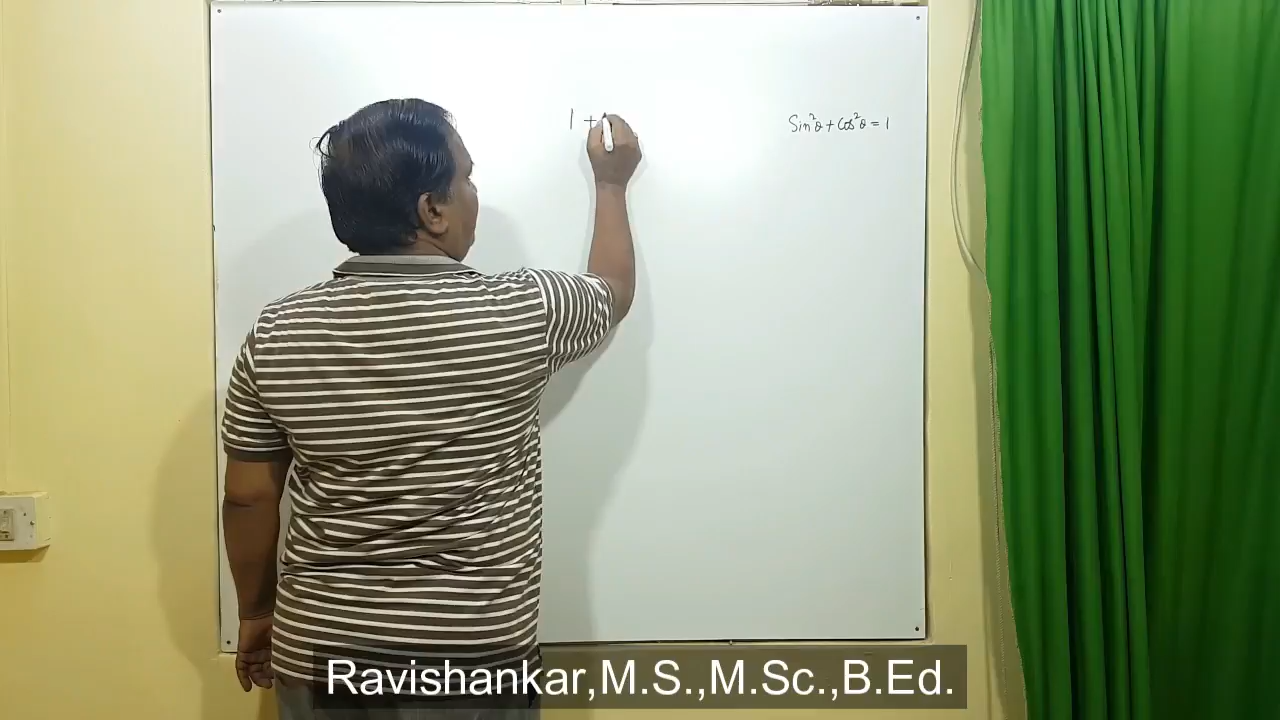 1 +
Sin²θ + Cos²θ = 1
Ravishankar,M.S.,M.Sc.,B.Ed.